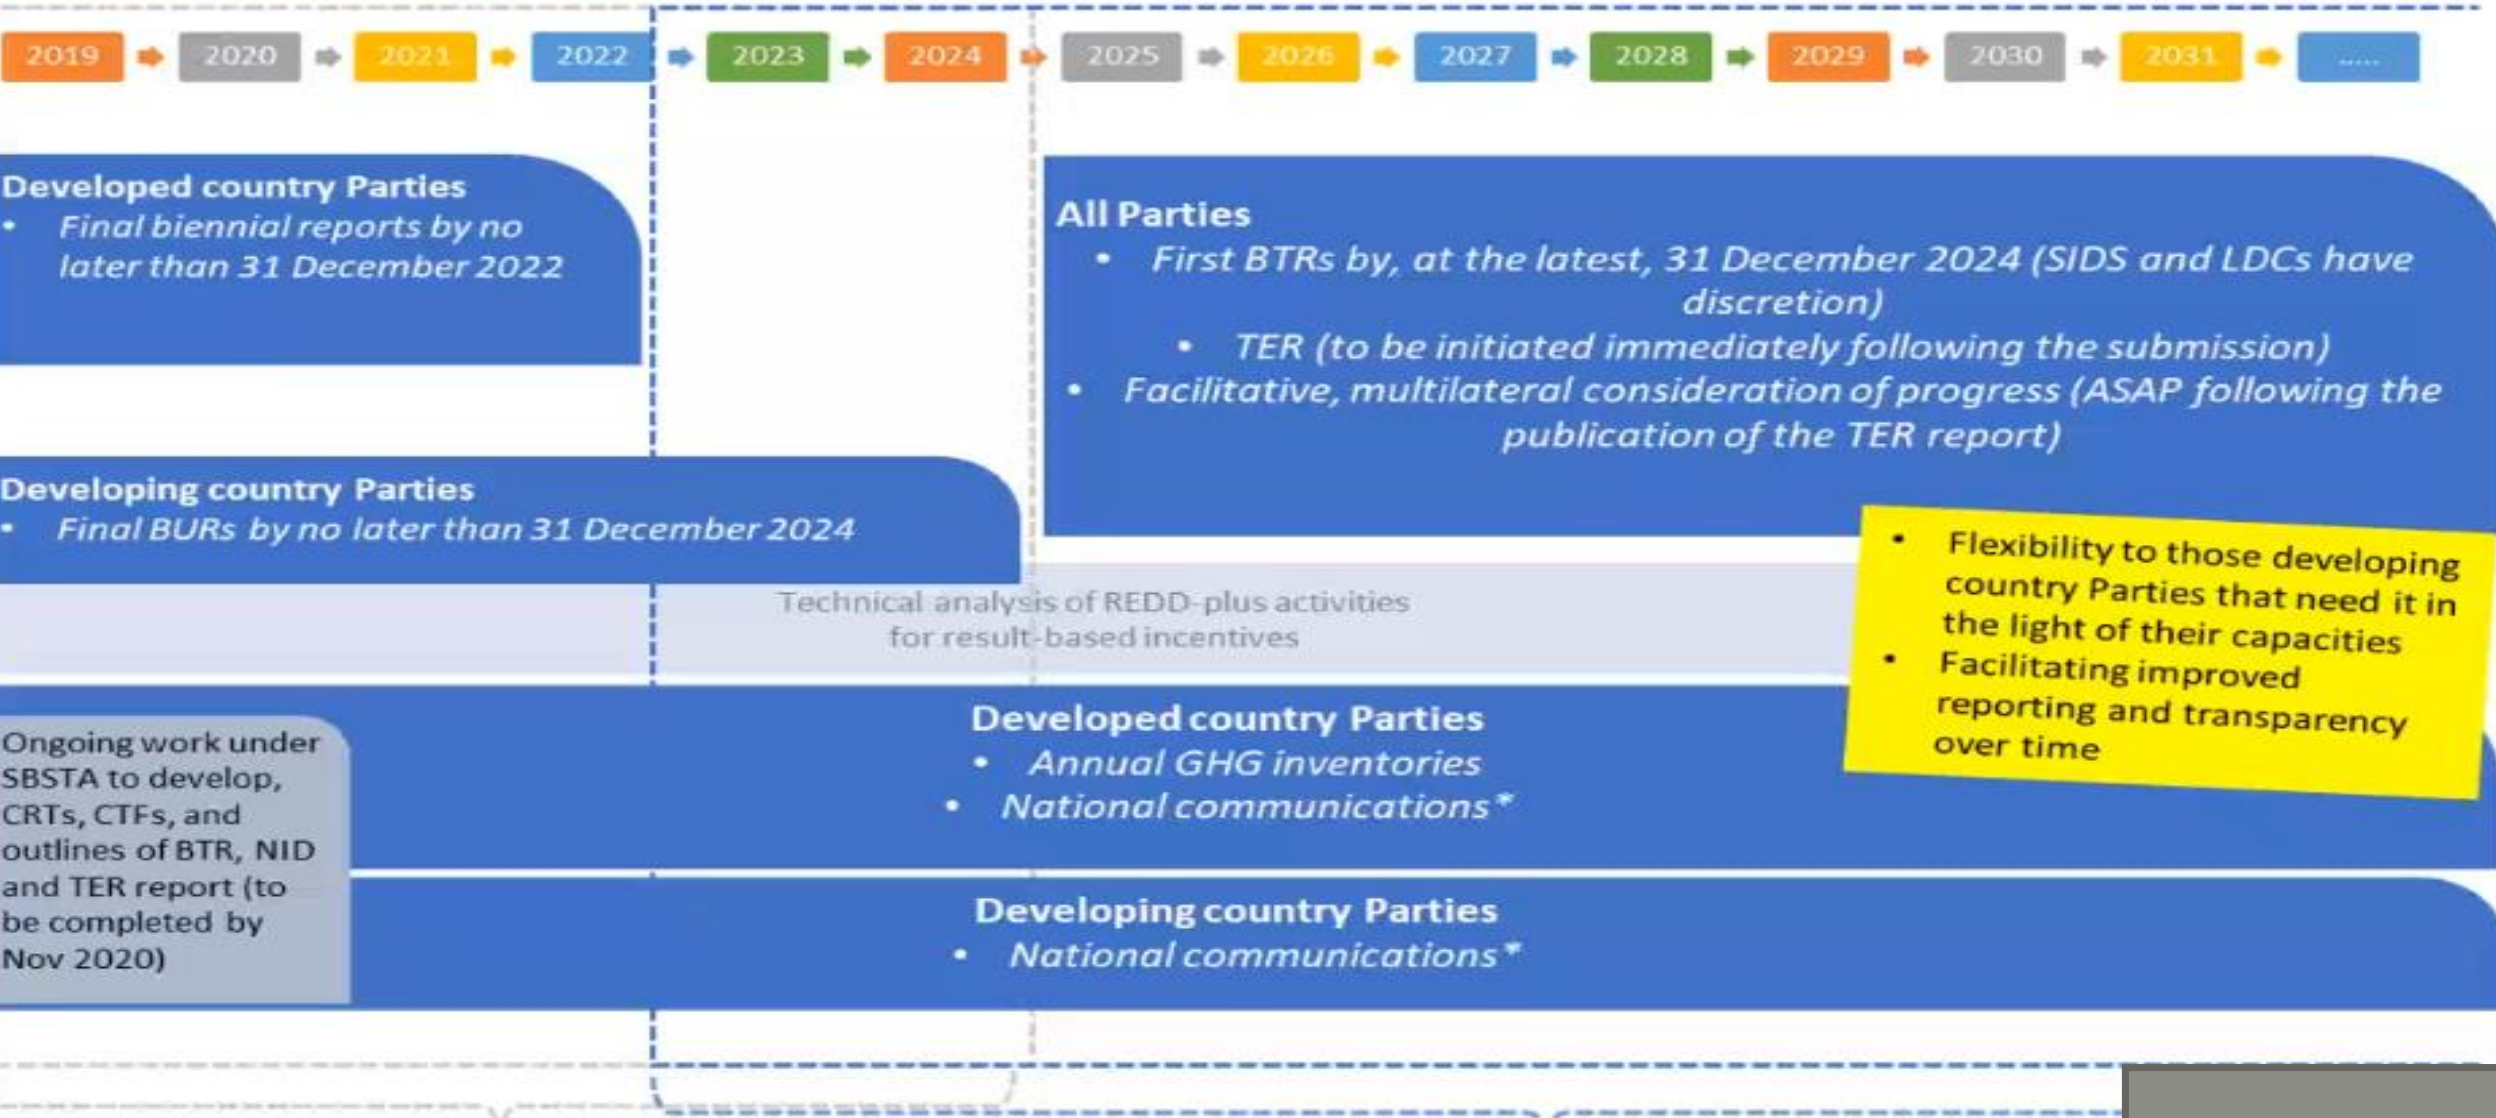 2019 2020 2021 2022 2023 2024 2025 2026 2027 2028 2029 2030 2031 .....
Developed country Parties
• Final biennial reports by no
later than 31 December 2022
All Parties
• First BTRs by, at the latest, 31 December 2024 (SIDS and LDCs have
discretion)
• TER (to be initiated immediately following the submission)
• Facilitative, multilateral consideration of progress (ASAP following the
publication of the TER report)
Developing country Parties
• Final BURs by no later than 31 December 2024
• Flexibility to those developing
country Parties that need it in
the light of their capacities
• Facilitating improved
reporting and transparency
over time
Technical analysis of REDD-plus activities
for result-based incentives
Developed country Parties
• Annual GHG inventories
• National communications*
Ongoing work under
SBSTA to develop,
CRTs, CTFs, and
outlines of BTR, NID
and TER report (to
be completed by
Nov 2020)
Developing country Parties
• National communications*